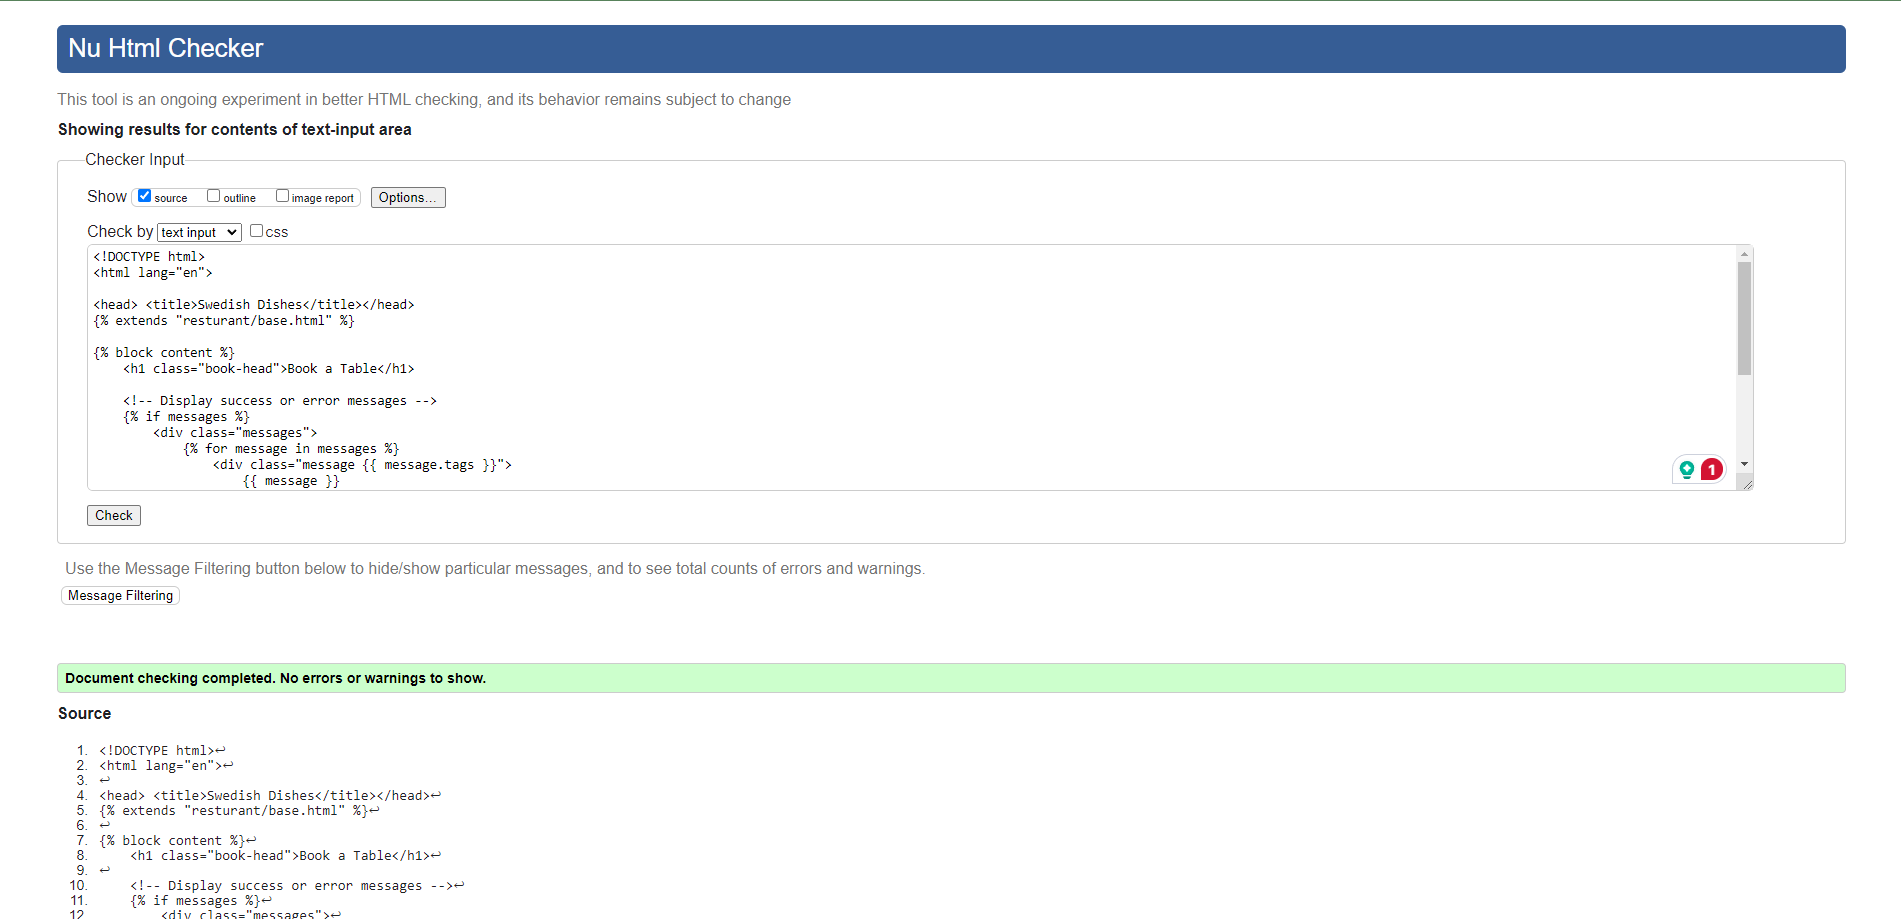 Nu Html Checker
This tool is an ongoing experiment in better HTML checking, and its behavior remains subject to change
Showing results for contents of text-input area
Checker Input
Show source outline image report Options...
Check by text input css
<!DOCTYPE html>
<html lang="en">
<head> <title>Swedish Dishes</title></head>
{% extends "resturant/base.html" %}
{% block content %}
<h1 class="book-head">Book a Table</h1>
<!-- Display success or error messages -->
{% if messages %}
<div class="messages">
{% for message in messages %}
<div class="message {{ message.tags }}">
{{ message }}
1
Check
Use the Message Filtering button below to hide/show particular messages, and to see total counts of errors and warnings.
Message Filtering
Document checking completed. No errors or warnings to show.
Source
1. <!DOCTYPE html>↩
2. <html lang="en">↩
3. ↩
4. <head> <title>Swedish Dishes</title></head>↩
5. {% extends "resturant/base.html" %}↩
6. ↩
7. {% block content %}↩
8. <h1 class="book-head">Book a Table</h1>↩
9. ↩
10. <!-- Display success or error messages -->↩
11. {% if messages %}↩
12 <div class="messages">↩